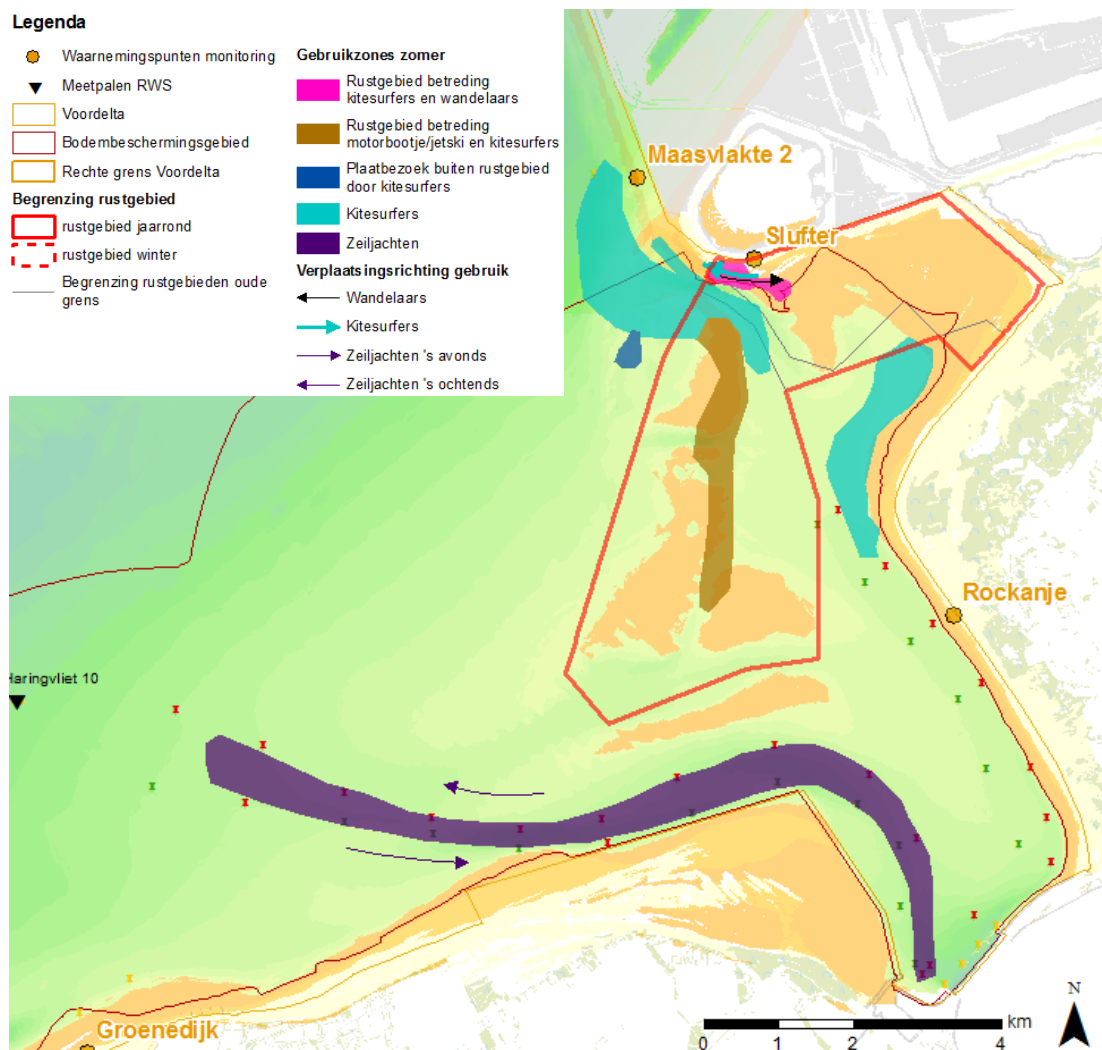 Legenda
Waarnemingspunten monitoring
Meetpalen RWS
Voordelta
Bodembeschermingsgebied
Rechte grens Voordelta
Begrenzing rustgebied
rustgebied jaarrond
rustgebied winter
Begrenzing rustgebieden oude
grens
Gebruikzones zomer
Rustgebied betreding
kitesurfers en wandelaars
Rustgebied betreding
motorbootje/jetski en kitesurfers
Plaatbezoek buiten rustgebied
door kitesurfers
Kitesurfers
Zeiljachten
Verplaatsingsrichting gebruik
Wandelaars
Kitesurfers
Zeiljachten 's avonds
Zeiljachten 's ochtends
Maasvlakte 2
Slufter
Rockanje
Haringvliet 10
Groenedijk
N
km
0 1 2 4